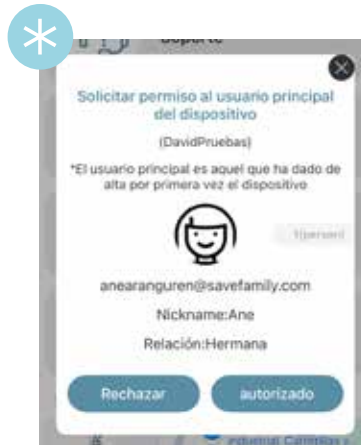 Soporte
Solicitar permiso al usuario principal
del dispositivo
(DavidPruebas)
*El usuario principal es aquel que ha dado de
alta por primera vez el dispositivo
anearanguren@savefamily.com
Nickname:Ane
Relación:Hermana
Rechazar
autorizado